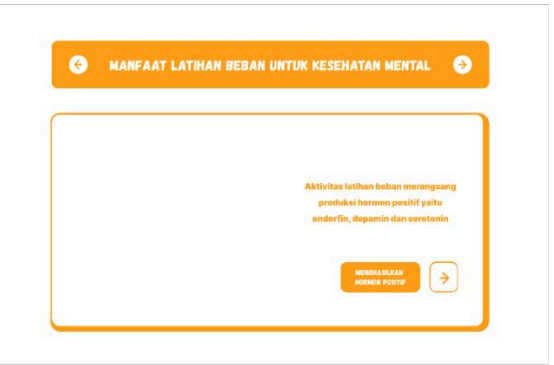 MANFAAT LATIHAN BEBAN UNTUK KESEHATAN MENTAL
Aktivitas latihan beban merangsang
produksi hormon positif yaitu
endorfin, dopamin dan serotonin
MENGHASILKAN
HORMON POSITIF